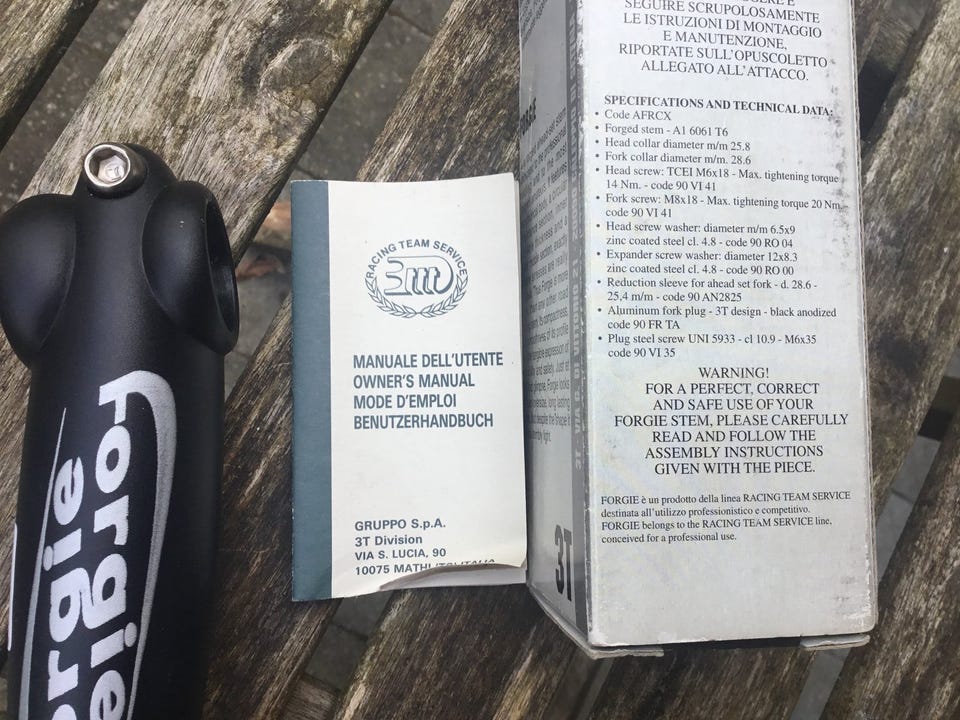 Forgie
Forgie
RACING TEAM SERVICE
3TTT
MANUALE DELL'UTENTE
OWNER'S MANUAL
MODE D'EMPLOI
BENUTZERHANDBUCH
GRUPPO S.p.A.
3T Division
VIA S. LUCIA, 90
10075 MATHI
FORGE
3T
3T - VIA G. DI VITTORIO
SEGUIRE SCRUPOLOSAMENTE
LE ISTRUZIONI DI MONTAGGIO
E MANUTENZIONE,
RIPORTATE SULL'OPUSCOLETTO
ALLEGATO ALL'ATTACCO.
SPECIFICATIONS AND TECHNICAL DATA:
• Code AFRCX
• Forged stem - A1 6061 T6
• Head collar diameter m/m 25.8
• Fork collar diameter m/m. 28.6
• Head screw: TCEI M6x18 - Max. tightening torque
14 Nm. - code 90 VI 41
• Fork screw: M8x18 - Max. tightening torque 20 Nm.
code 90 VI 41
• Head screw washer: diameter m/m 6.5x9
zinc coated steel cl. 4.8 - code 90 RO 04
• Expander screw washer: diameter 12x8.3
zinc coated steel cl. 4.8 - code 90 RO 00
• Reduction sleeve for ahead set fork - d. 28.6 -
25,4 m/m - code 90 AN2825
• Aluminum fork plug - 3T design - black anodized
code 90 FR TA
• Plug steel screw UNI 5933 - cl 10.9 - M6x35
code 90 VI 35
WARNING!
FOR A PERFECT, CORRECT
AND SAFE USE OF YOUR
FORGIE STEM, PLEASE CAREFULLY
READ AND FOLLOW THE
ASSEMBLY INSTRUCTIONS
GIVEN WITH THE PIECE.
FORGIE è un prodotto della linea RACING TEAM SERVICE
destinata all'utilizzo professionistico e competitivo.
FORGIE belongs to the RACING TEAM SERVICE line,
conceived for a professional use.